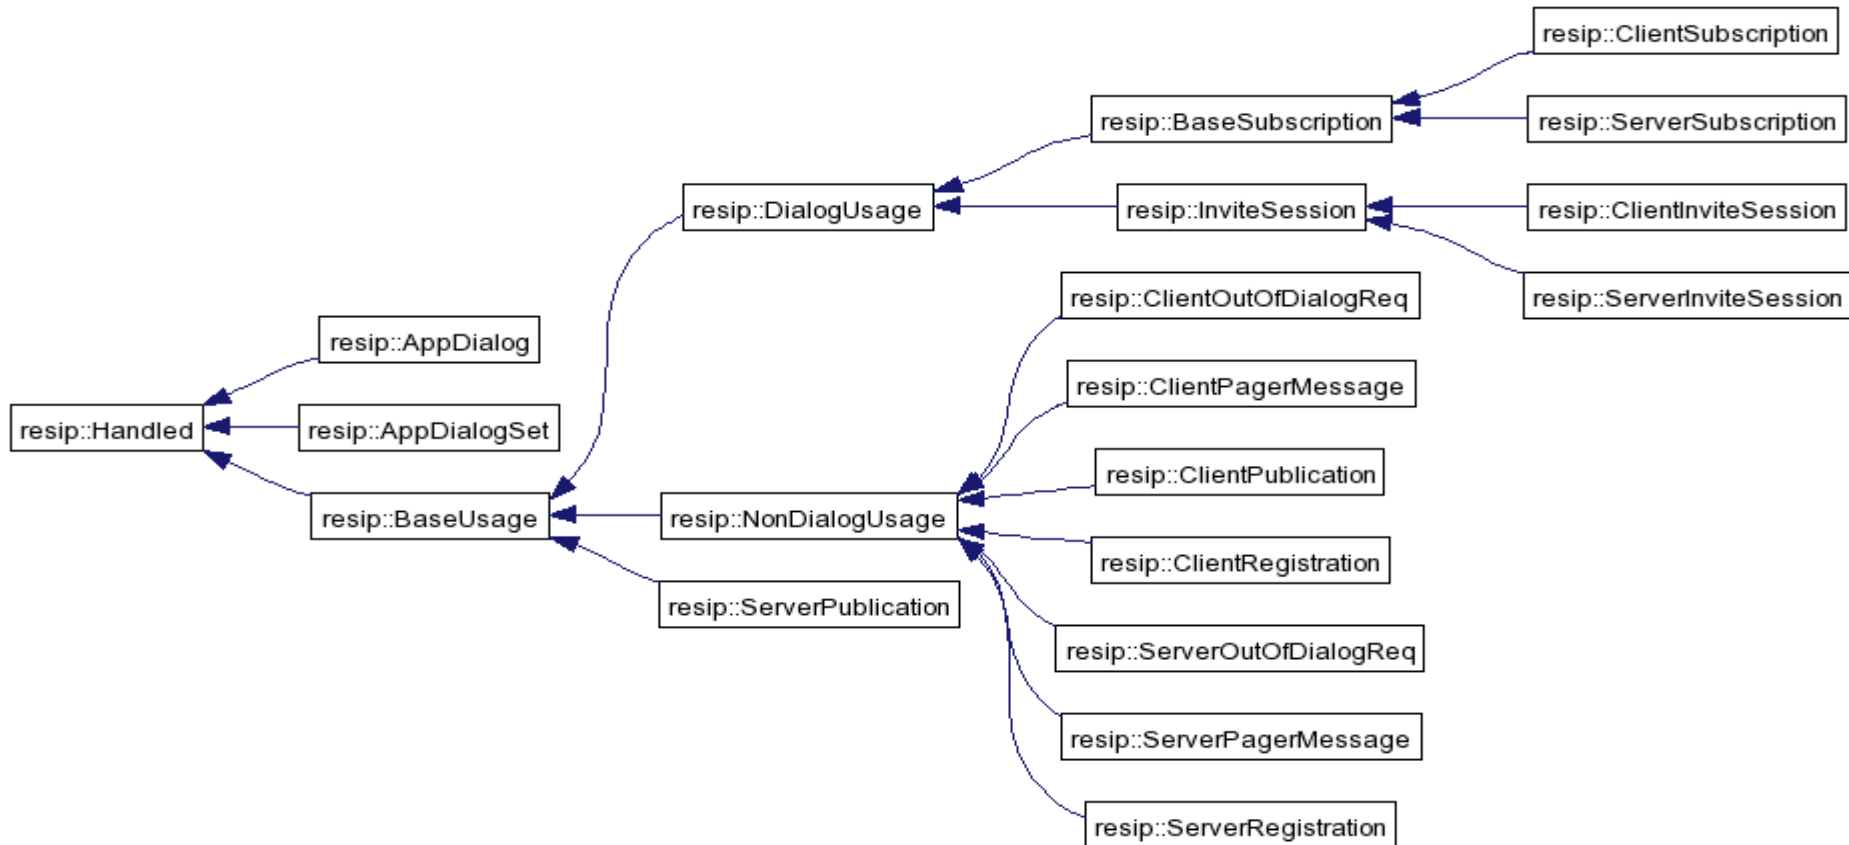 resip::ClientSubscription
resip::BaseSubscription
resip::ServerSubscription
resip::DialogUsage
resip::InviteSession
resip::ClientInviteSession
resip::ClientOutOfDialogReq
resip::ServerInviteSession
resip::AppDialog
resip::ClientPagerMessage
resip::Handled
resip::AppDialogSet
resip::ClientPublication
resip::BaseUsage
resip::NonDialogUsage
resip::ClientRegistration
resip::ServerPublication
resip::ServerOutOfDialogReq
resip::ServerPagerMessage
resip::ServerRegistration